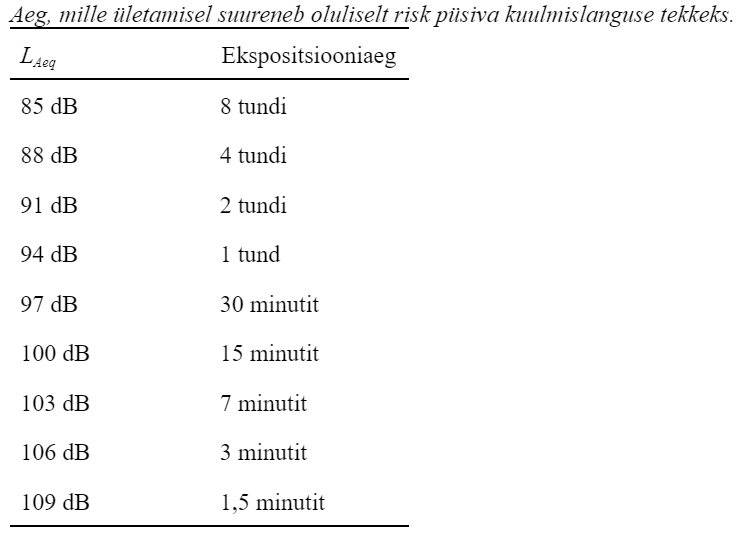 Aeg, mille ületamisel suureneb oluliselt risk püsiva kuulmislanguse tekkeks.
LAeq Ekspositsiooniaeg
85 dB 8 tundi
88 dB 4 tundi
91 dB 2 tundi
94 dB 1 tund
97 dB 30 minutit
100 dB 15 minutit
103 dB 7 minutit
106 dB 3 minutit
109 dB 1,5 minutit